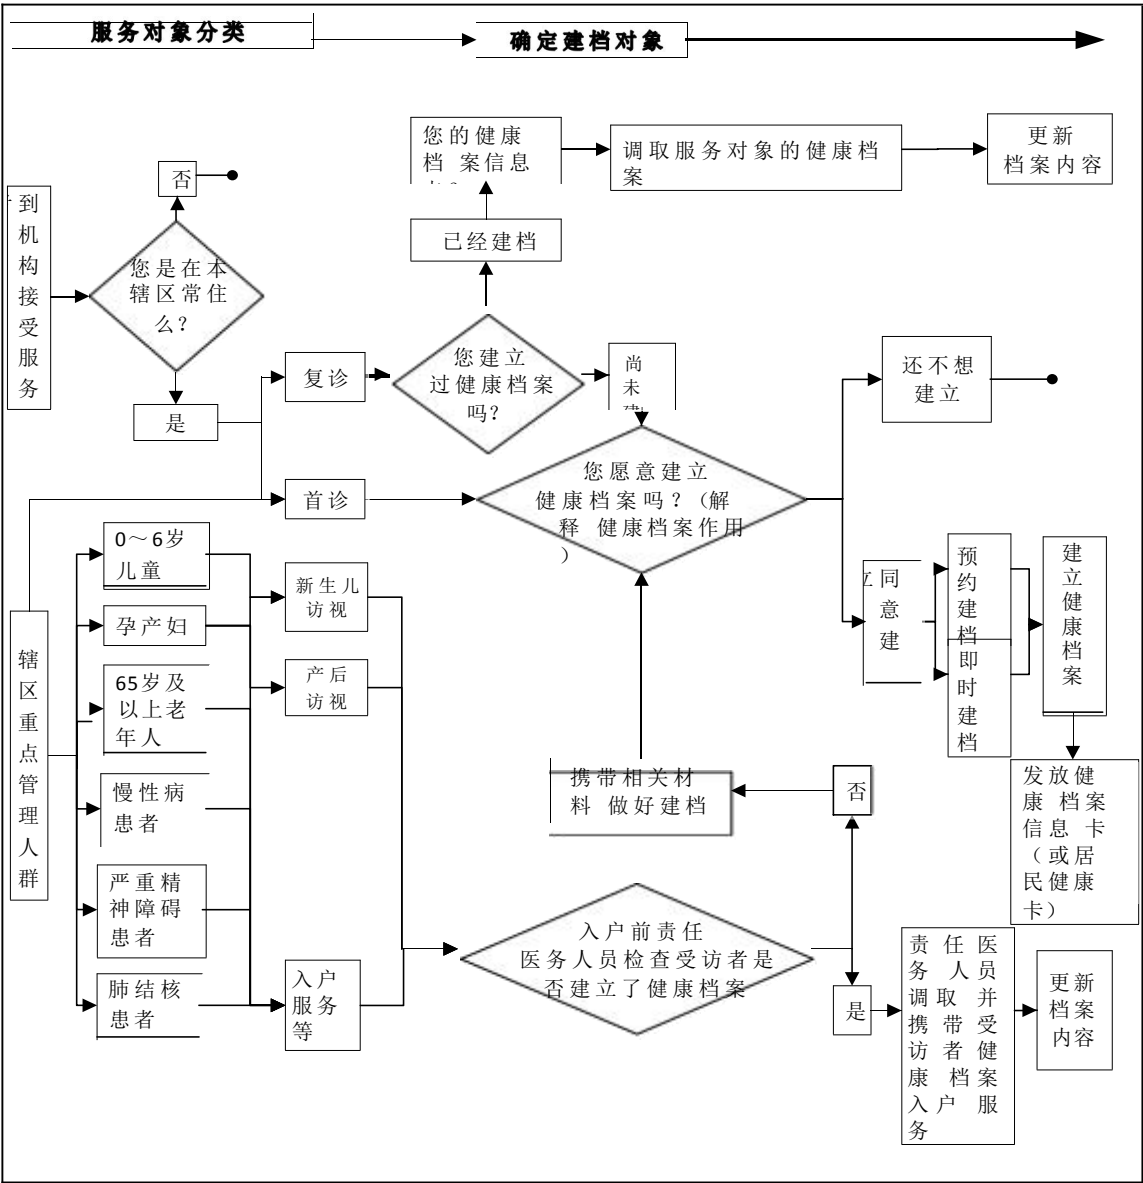 服务对象分类
确定建档对象
您的健康
档 案信息
调取服务对象的健康档
案
更新
档案内容
否
到
机
构
接
受
服
务
已经建档
您是在本
辖区常住
么?
是
复诊
您建立
过健康档案
吗?
尚
未
还不想
建立
首诊
您愿意建立
健康档案吗?（解
释 健康档案作用
）
0～6岁
儿童
孕产妇
65岁及
以上老
年人
慢性病
患者
严重精
神障碍
患者
肺结核
患者
辖
区
重
点
管
理
人
群
新生儿
访视
产后
访视
入户
服务
等
同
意
建
预
约
建
档
即
时
建
档
建
立
健
康
档
案
发放健
康 档案
信息 卡
（或居
民健康
卡）
携带相关材
料 做好建档
否
入户前责任
医务人员检查受访者是
否建立了健康档案
是
责任医
务 人员
调取并
携带受
访者健
康 档案
入户 服
务
更新
档案
内容